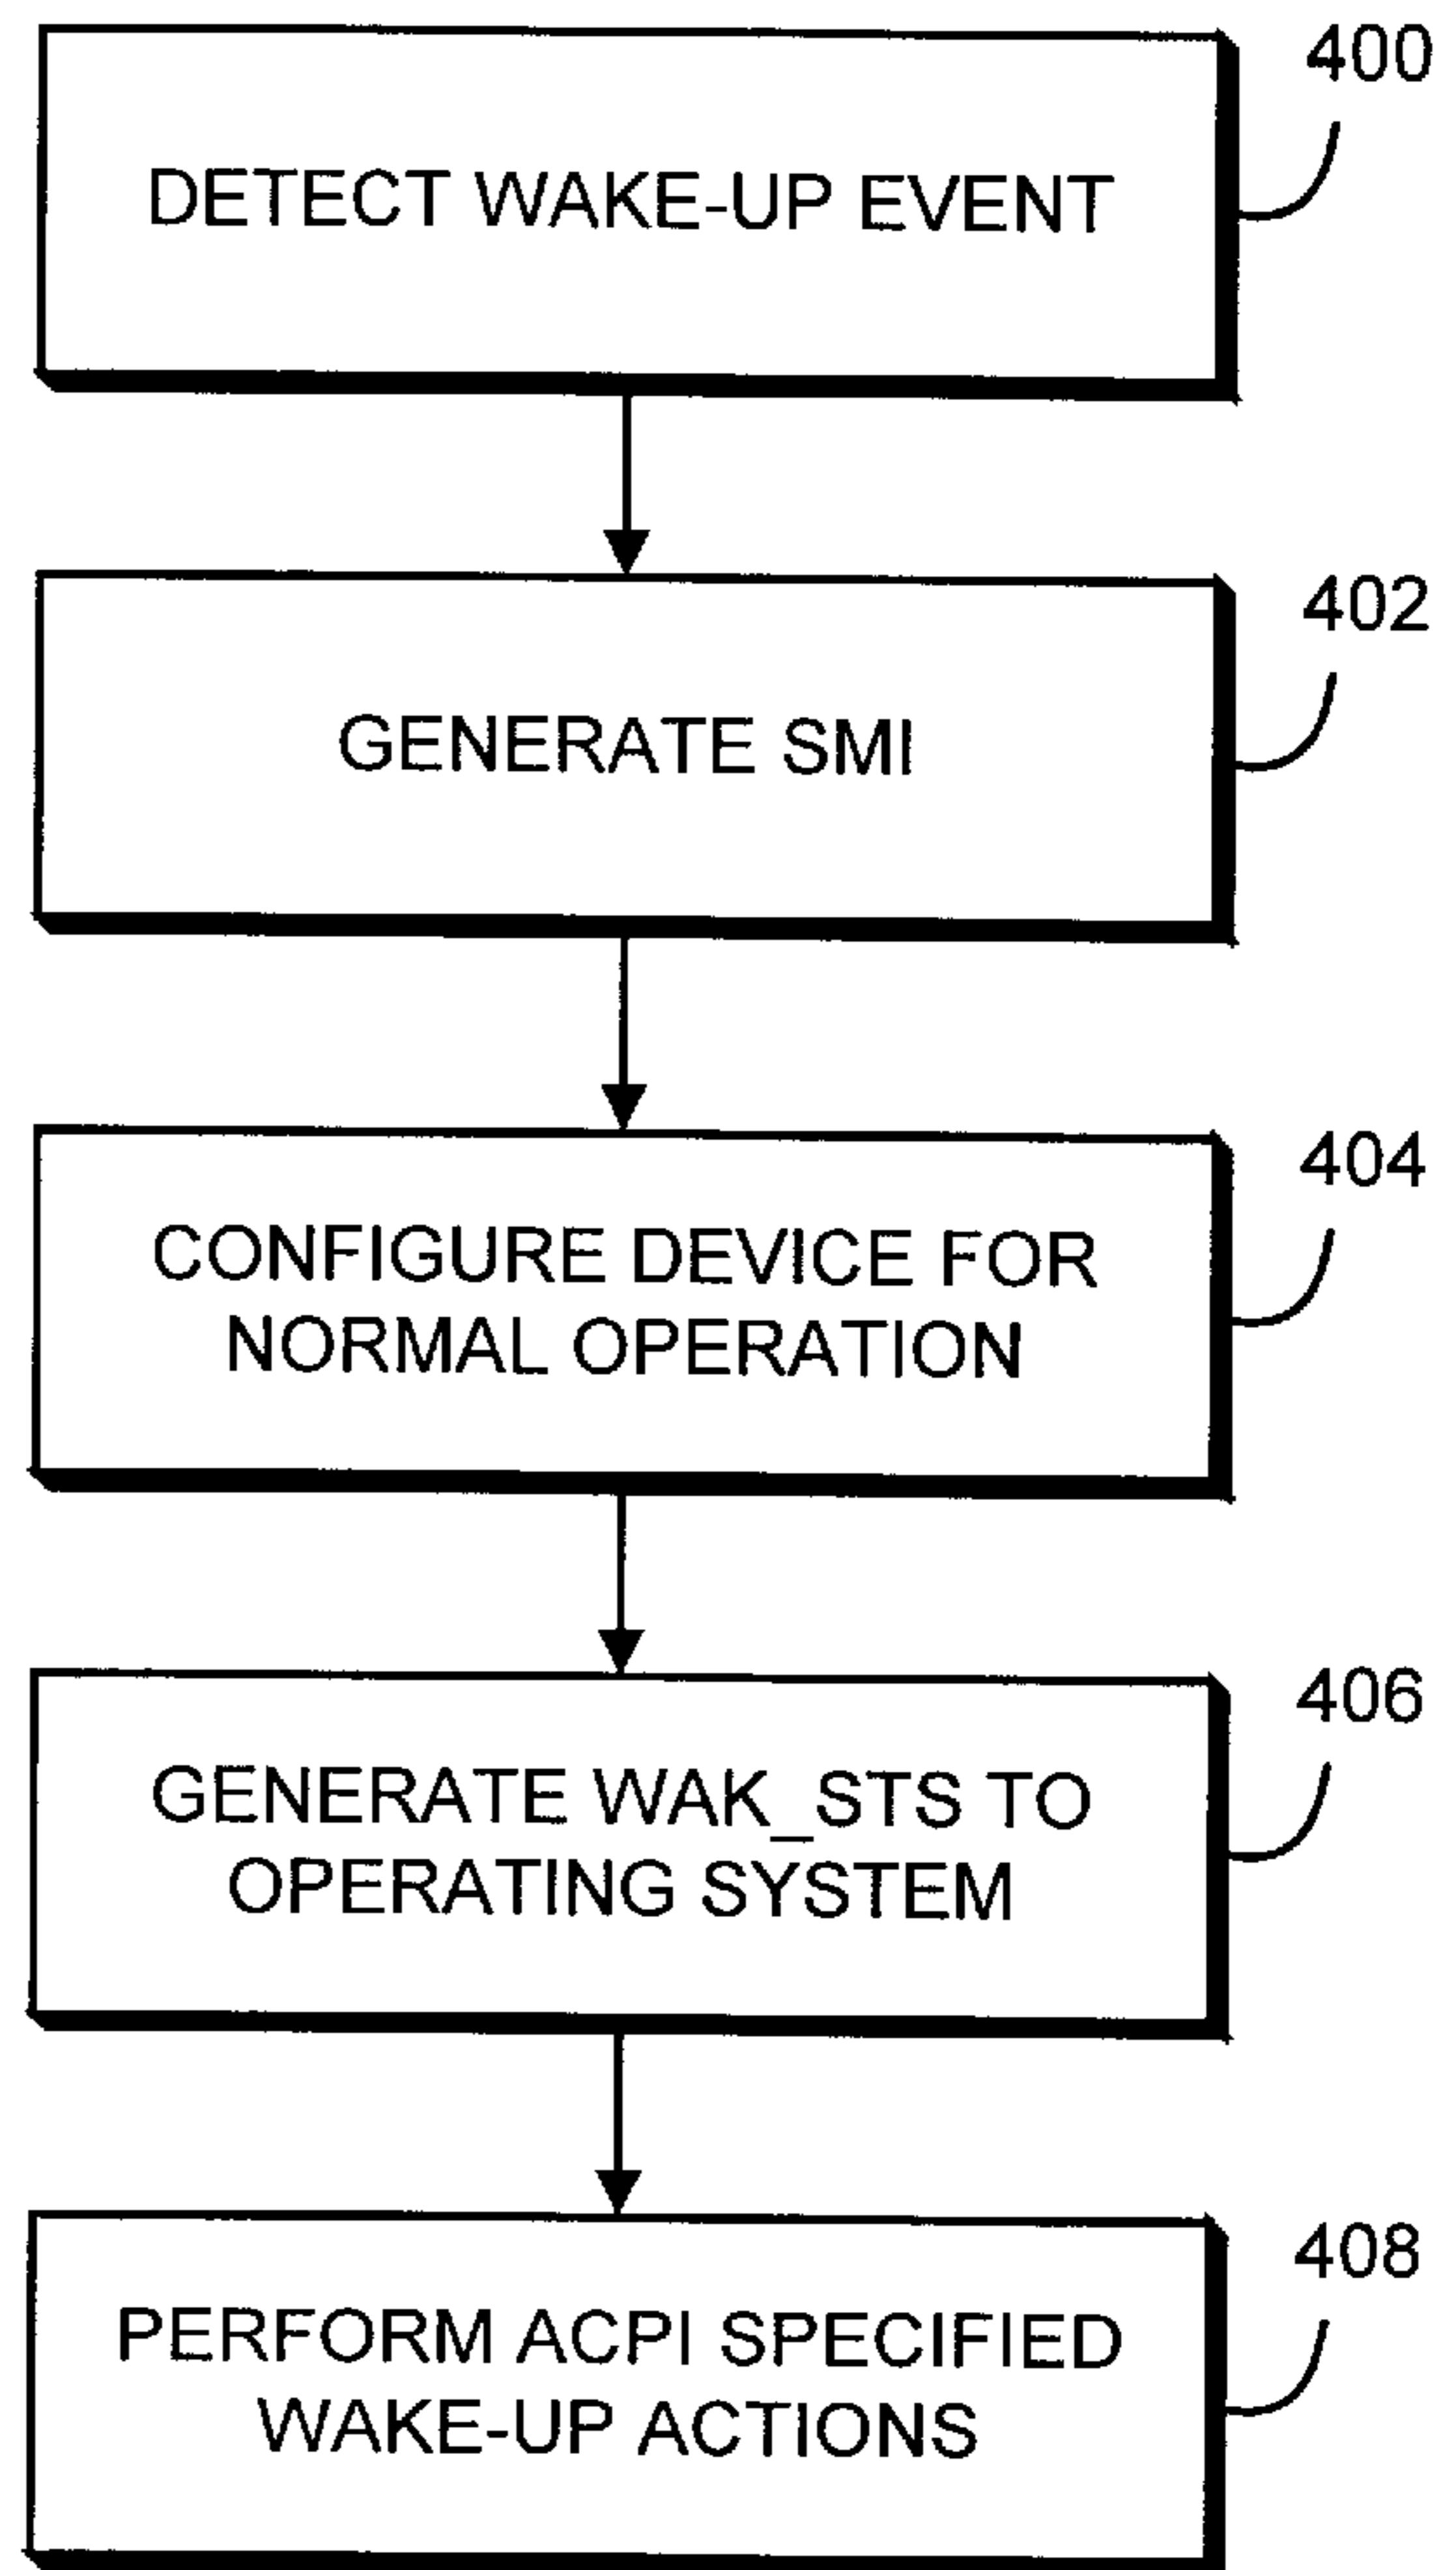 400
DETECT WAKE-UP EVENT
402
GENERATE SMI
404
CONFIGURE DEVICE FOR
NORMAL OPERATION
406
GENERATE WAK_STS TO
OPERATING SYSTEM
408
PERFORM ACPI SPECIFIED
WAKE-UP ACTIONS